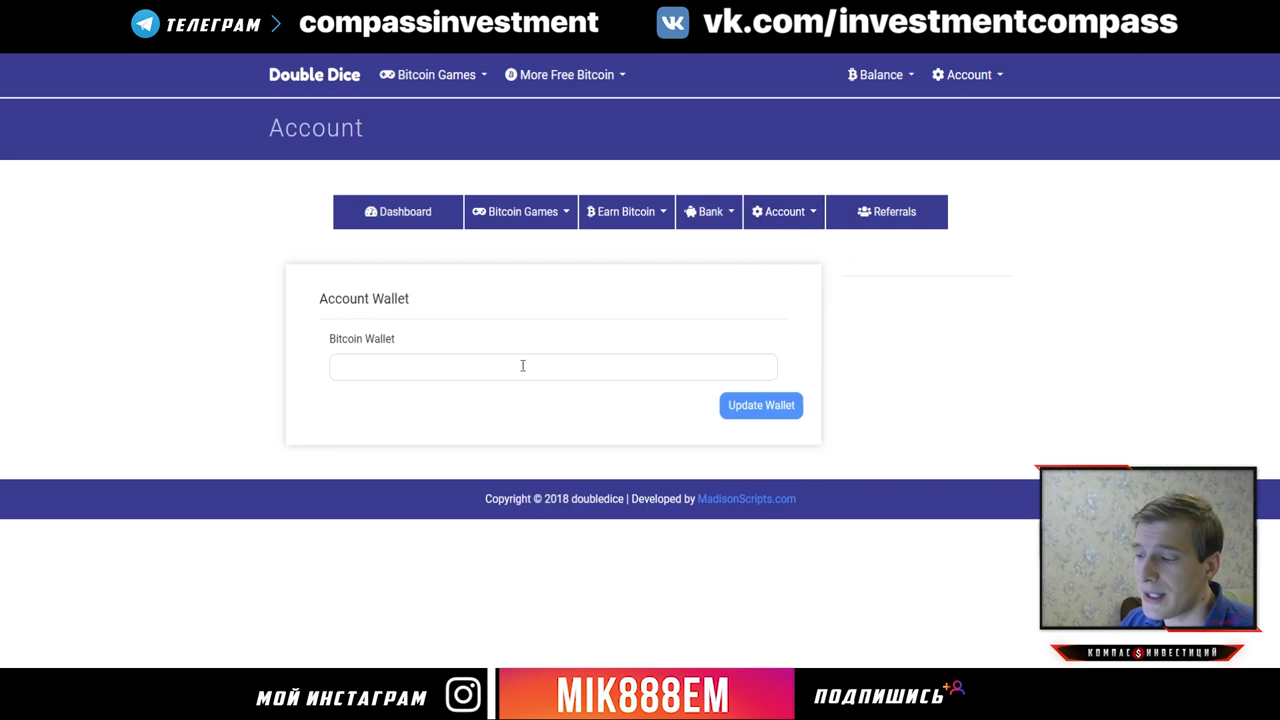 ТЕЛЕГРАМ > compassinvestment vk.com/investmentcompass
Double Dice Bitcoin Games More Free Bitcoin Balance Account
Account
Dashboard Bitcoin Games Earn Bitcoin Bank Account Referrals
Account Wallet
Bitcoin Wallet
Update Wallet
Copyright © 2018 doubledice | Developed by MadisonScripts.com
КОМПАС $ ИНВЕСТИЦИЙ
МОЙ ИНСТАГРАМ MIK888EM ПОДПИШИСЬ